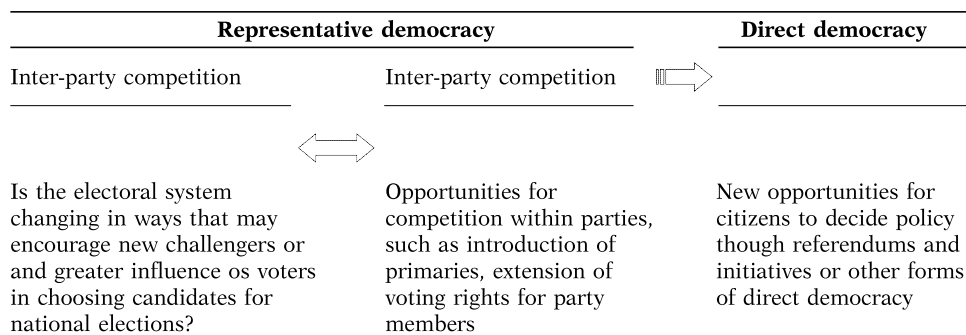 Representative democracy
Direct democracy
Inter-party competition
Inter-party competition
Is the electoral system
changing in ways that may
encourage new challengers or
and greater influence os voters
in choosing candidates for
national elections?
Opportunities for
competition within parties,
such as introduction of
primaries, extension of
voting rights for party
members
New opportunities for
citizens to decide policy
though referendums and
initiatives or other forms
of direct democracy